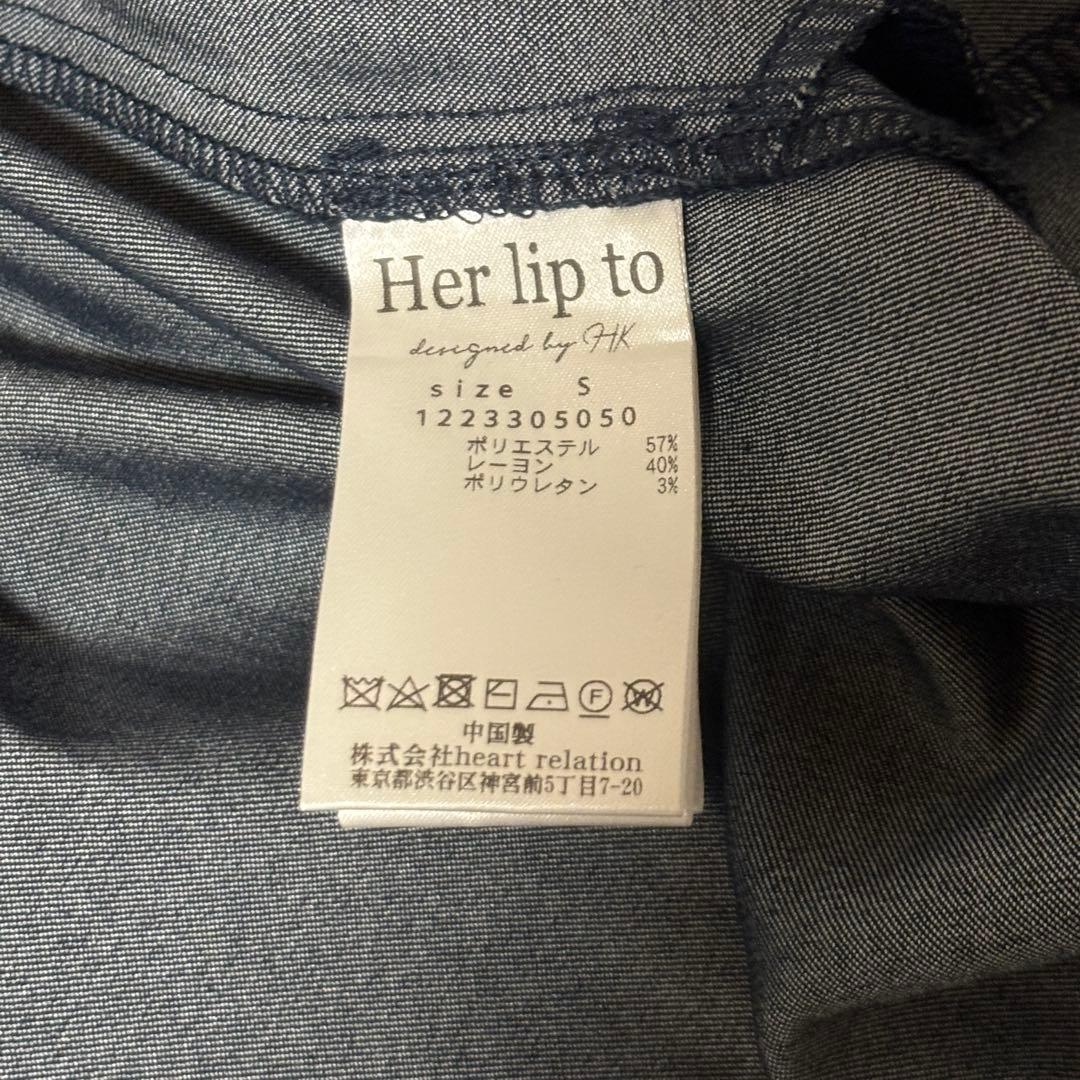 Her lip to
designed by HK
size S
1223305050
ポリエステル 57%
レーヨン 40%
ポリウレタン 3%
F W
中国製
株式会社heart relation
東京都渋谷区神宮前5丁目7-20